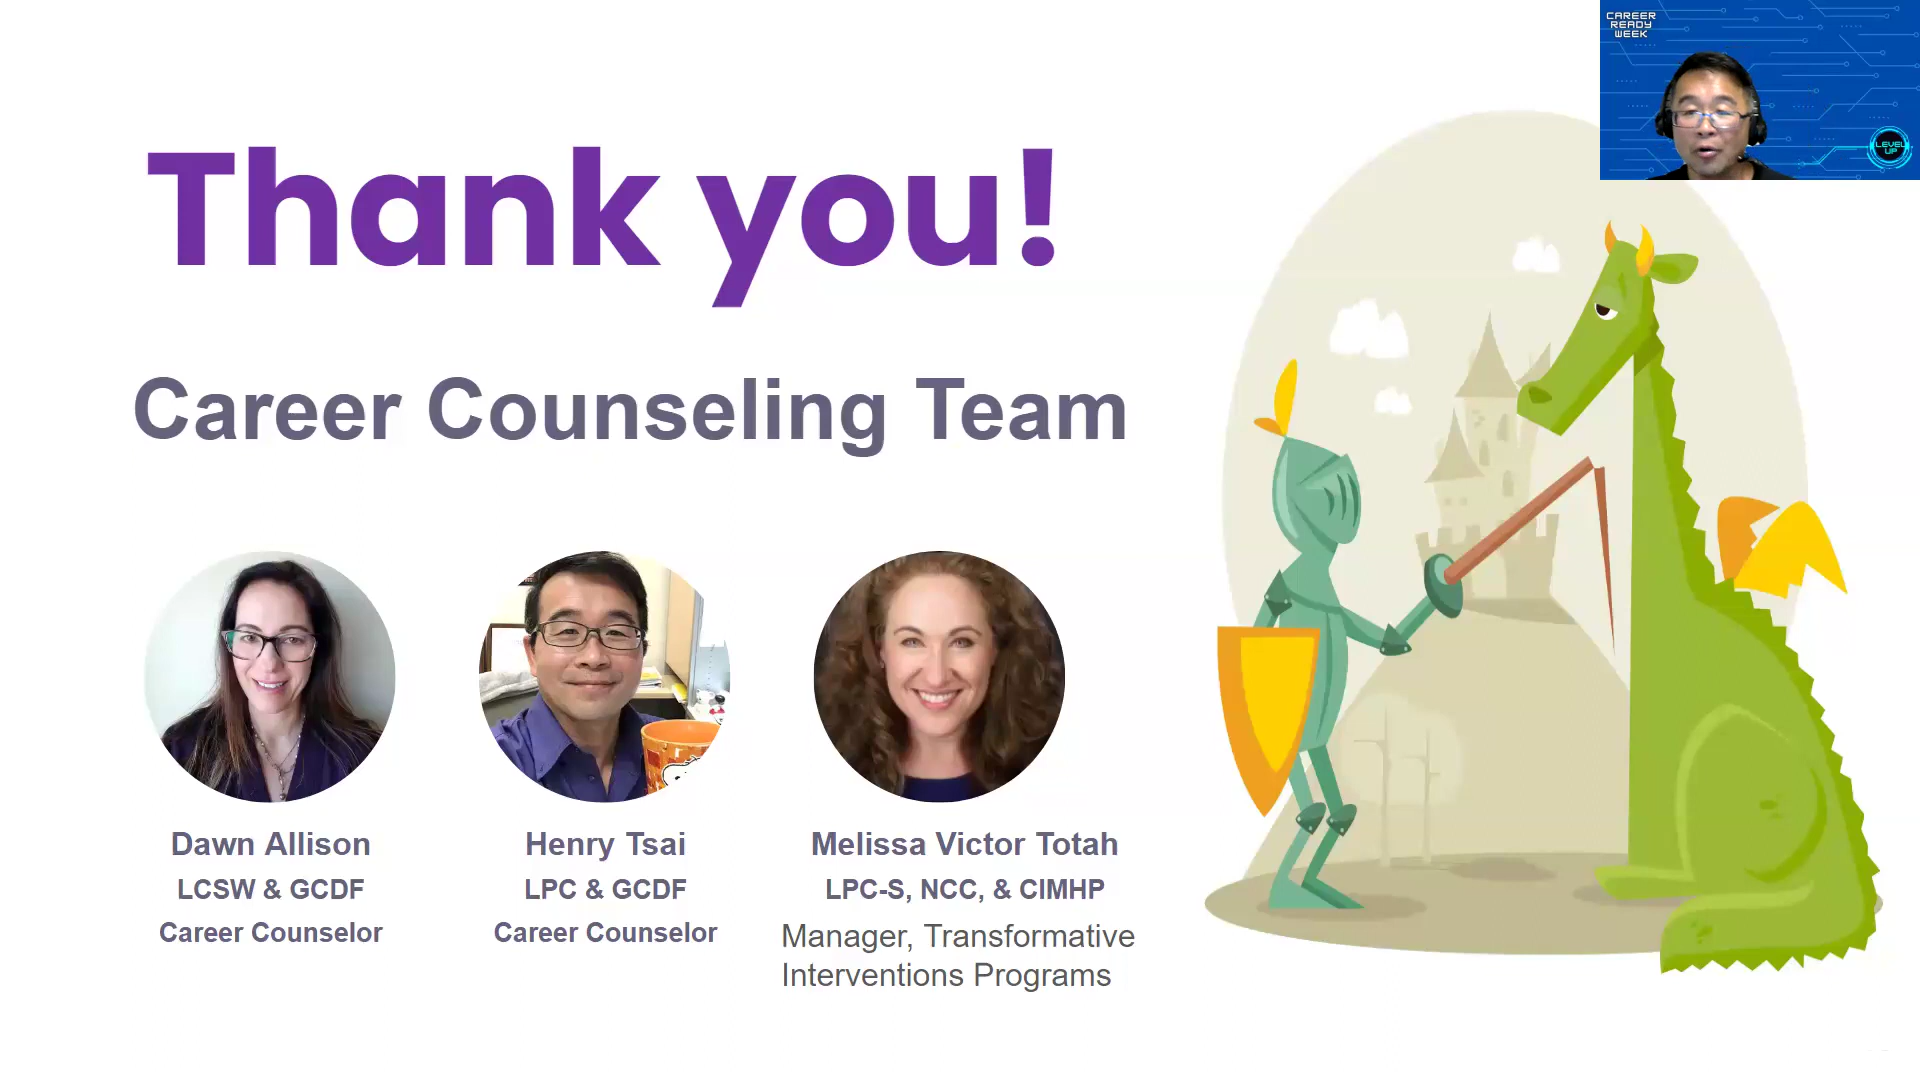 CAREER
READY
WEEK
LEVEL
UP
Thank you!
Career Counseling Team
Dawn Allison
LCSW & GCDF
Career Counselor
Henry Tsai
LPC & GCDF
Career Counselor
Melissa Victor Totah
LPC-S, NCC, & CIMHP
Manager, Transformative
Interventions Programs